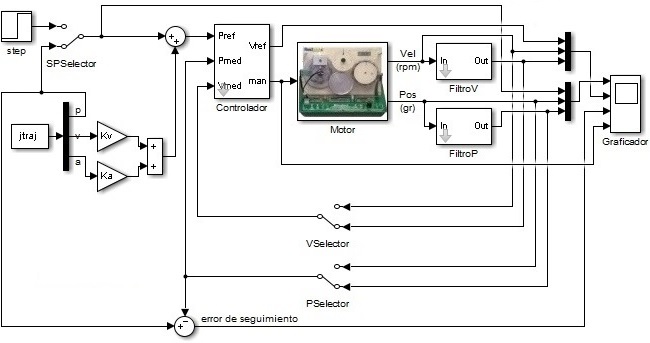 step
SPSelector
jtraj
p
v
a
Kv
Ka
+
+
+
+
Pref
Pmed
Vmed
Vref
man
Controlador
Motor
Vel
(rpm)
Pos
(gr)
In
Out
FiltroV
In
Out
FiltroP
Graficador
VSelector
PSelector
+
−
error de seguimiento